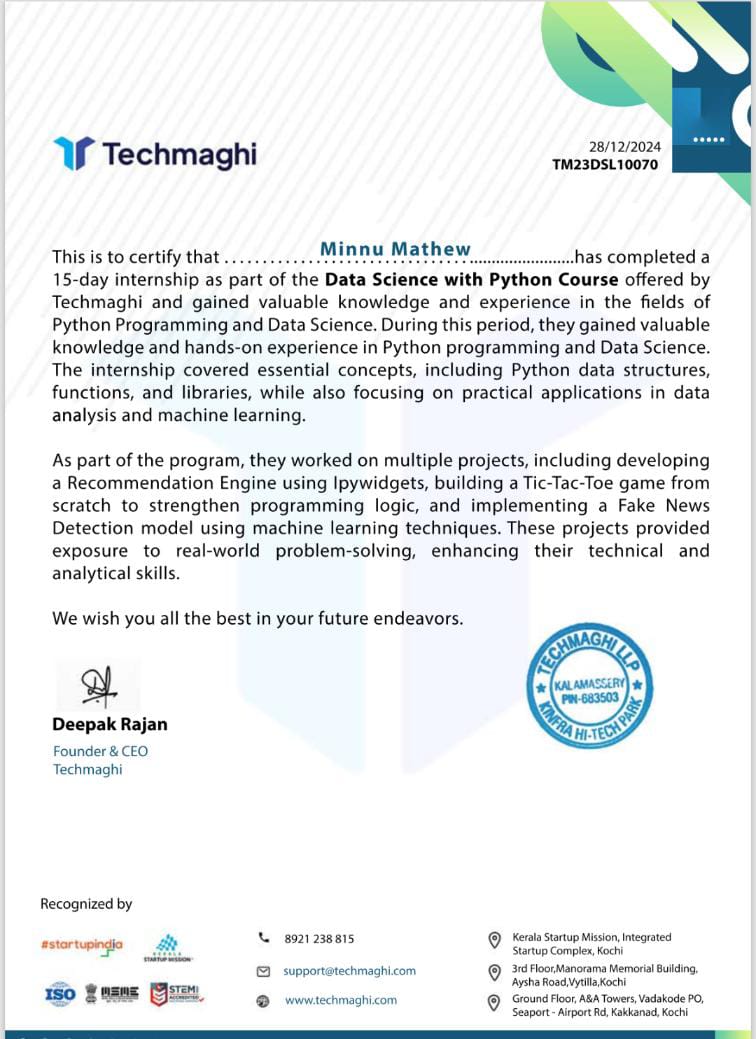 Techmaghi
28/12/2024
TM23DSL10070
This is to certify that ........................Minnu Mathew........................has completed a
15-day internship as part of the Data Science with Python Course offered by
Techmaghi and gained valuable knowledge and experience in the fields of
Python Programming and Data Science. During this period, they gained valuable
knowledge and hands-on experience in Python programming and Data Science.
The internship covered essential concepts, including Python data structures,
functions, and libraries, while also focusing on practical applications in data
analysis and machine learning.
As part of the program, they worked on multiple projects, including developing
a Recommendation Engine using Ipywidgets, building a Tic-Tac-Toe game from
scratch to strengthen programming logic, and implementing a Fake News
Detection model using machine learning techniques. These projects provided
exposure to real-world problem-solving, enhancing their technical and
analytical skills.
We wish you all the best in your future endeavors.
TECHMAGHI LLP
KALAMASSERY
PIN-683503
KINFRA HI-TECH PARK
Deepak Rajan
Founder & CEO
Techmaghi
Recognized by
#startupindia
KERALA
STARTUP MISSION
ISO
MSME
STEM
ACCREDITED
8921 238 815
support@techmaghi.com
www.techmaghi.com
Kerala Startup Mission, Integrated
Startup Complex, Kochi
3rd Floor,Manorama Memorial Building,
Aysha Road,Vytilla,Kochi
Ground Floor, A&A Towers, Vadakode PO,
Seaport - Airport Rd, Kakkanad, Kochi